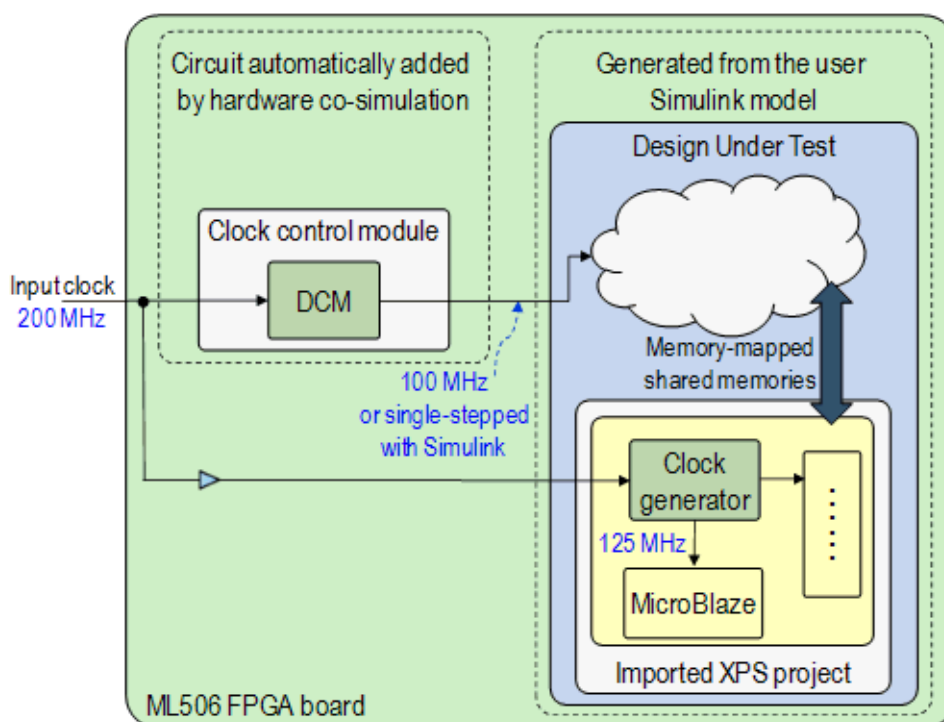 Circuit automatically added
by hardware co-simulation
Generated from the user
Simulink model
Design Under Test
Clock control module
DCM
Input clock
200 MHz
100 MHz
or single-stepped
with Simulink
Memory-mapped
shared memories
Clock
generator
125 MHz
MicroBlaze
Imported XPS project
ML506 FPGA board